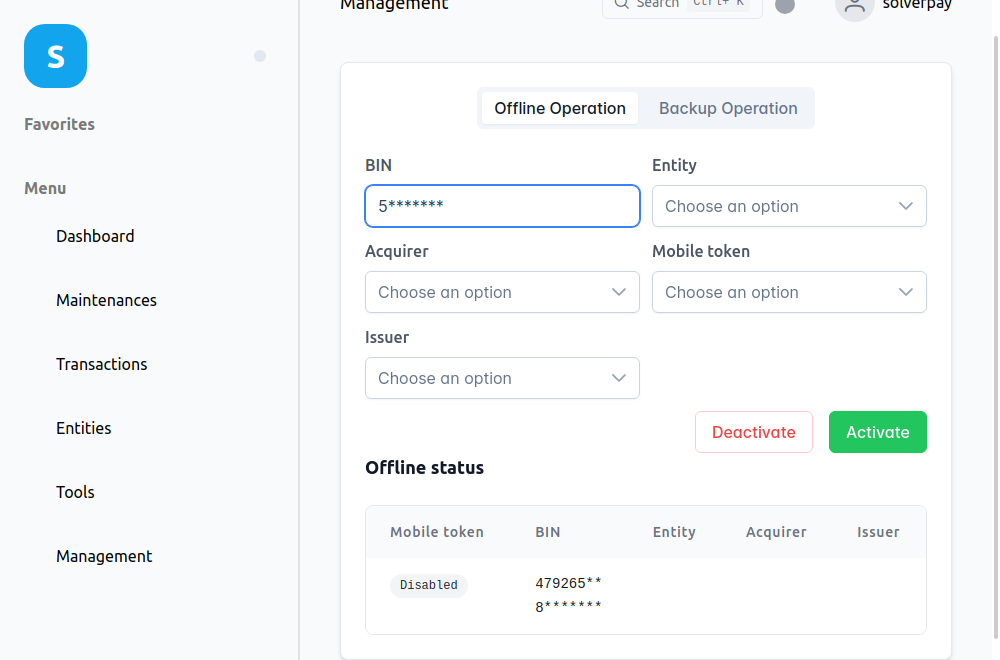 Management
Search Ctrl+ K
solverpay
S
Favorites
Menu
Dashboard
Maintenances
Transactions
Entities
Tools
Management
Offline Operation Backup Operation
BIN Entity
5******* Choose an option
Acquirer Mobile token
Choose an option Choose an option
Issuer
Choose an option
Deactivate Activate
Offline status
Mobile token BIN Entity Acquirer Issuer
Disabled 479265**
8*******